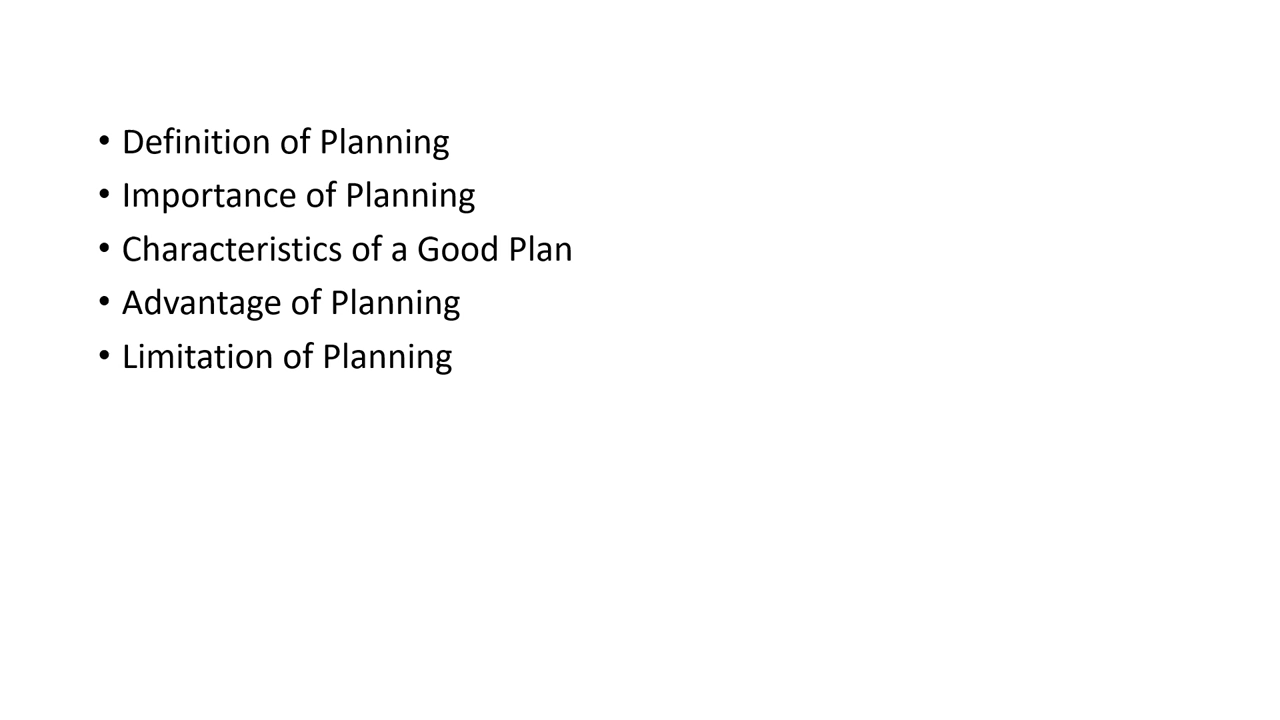 • Definition of Planning
• Importance of Planning
• Characteristics of a Good Plan
• Advantage of Planning
• Limitation of Planning